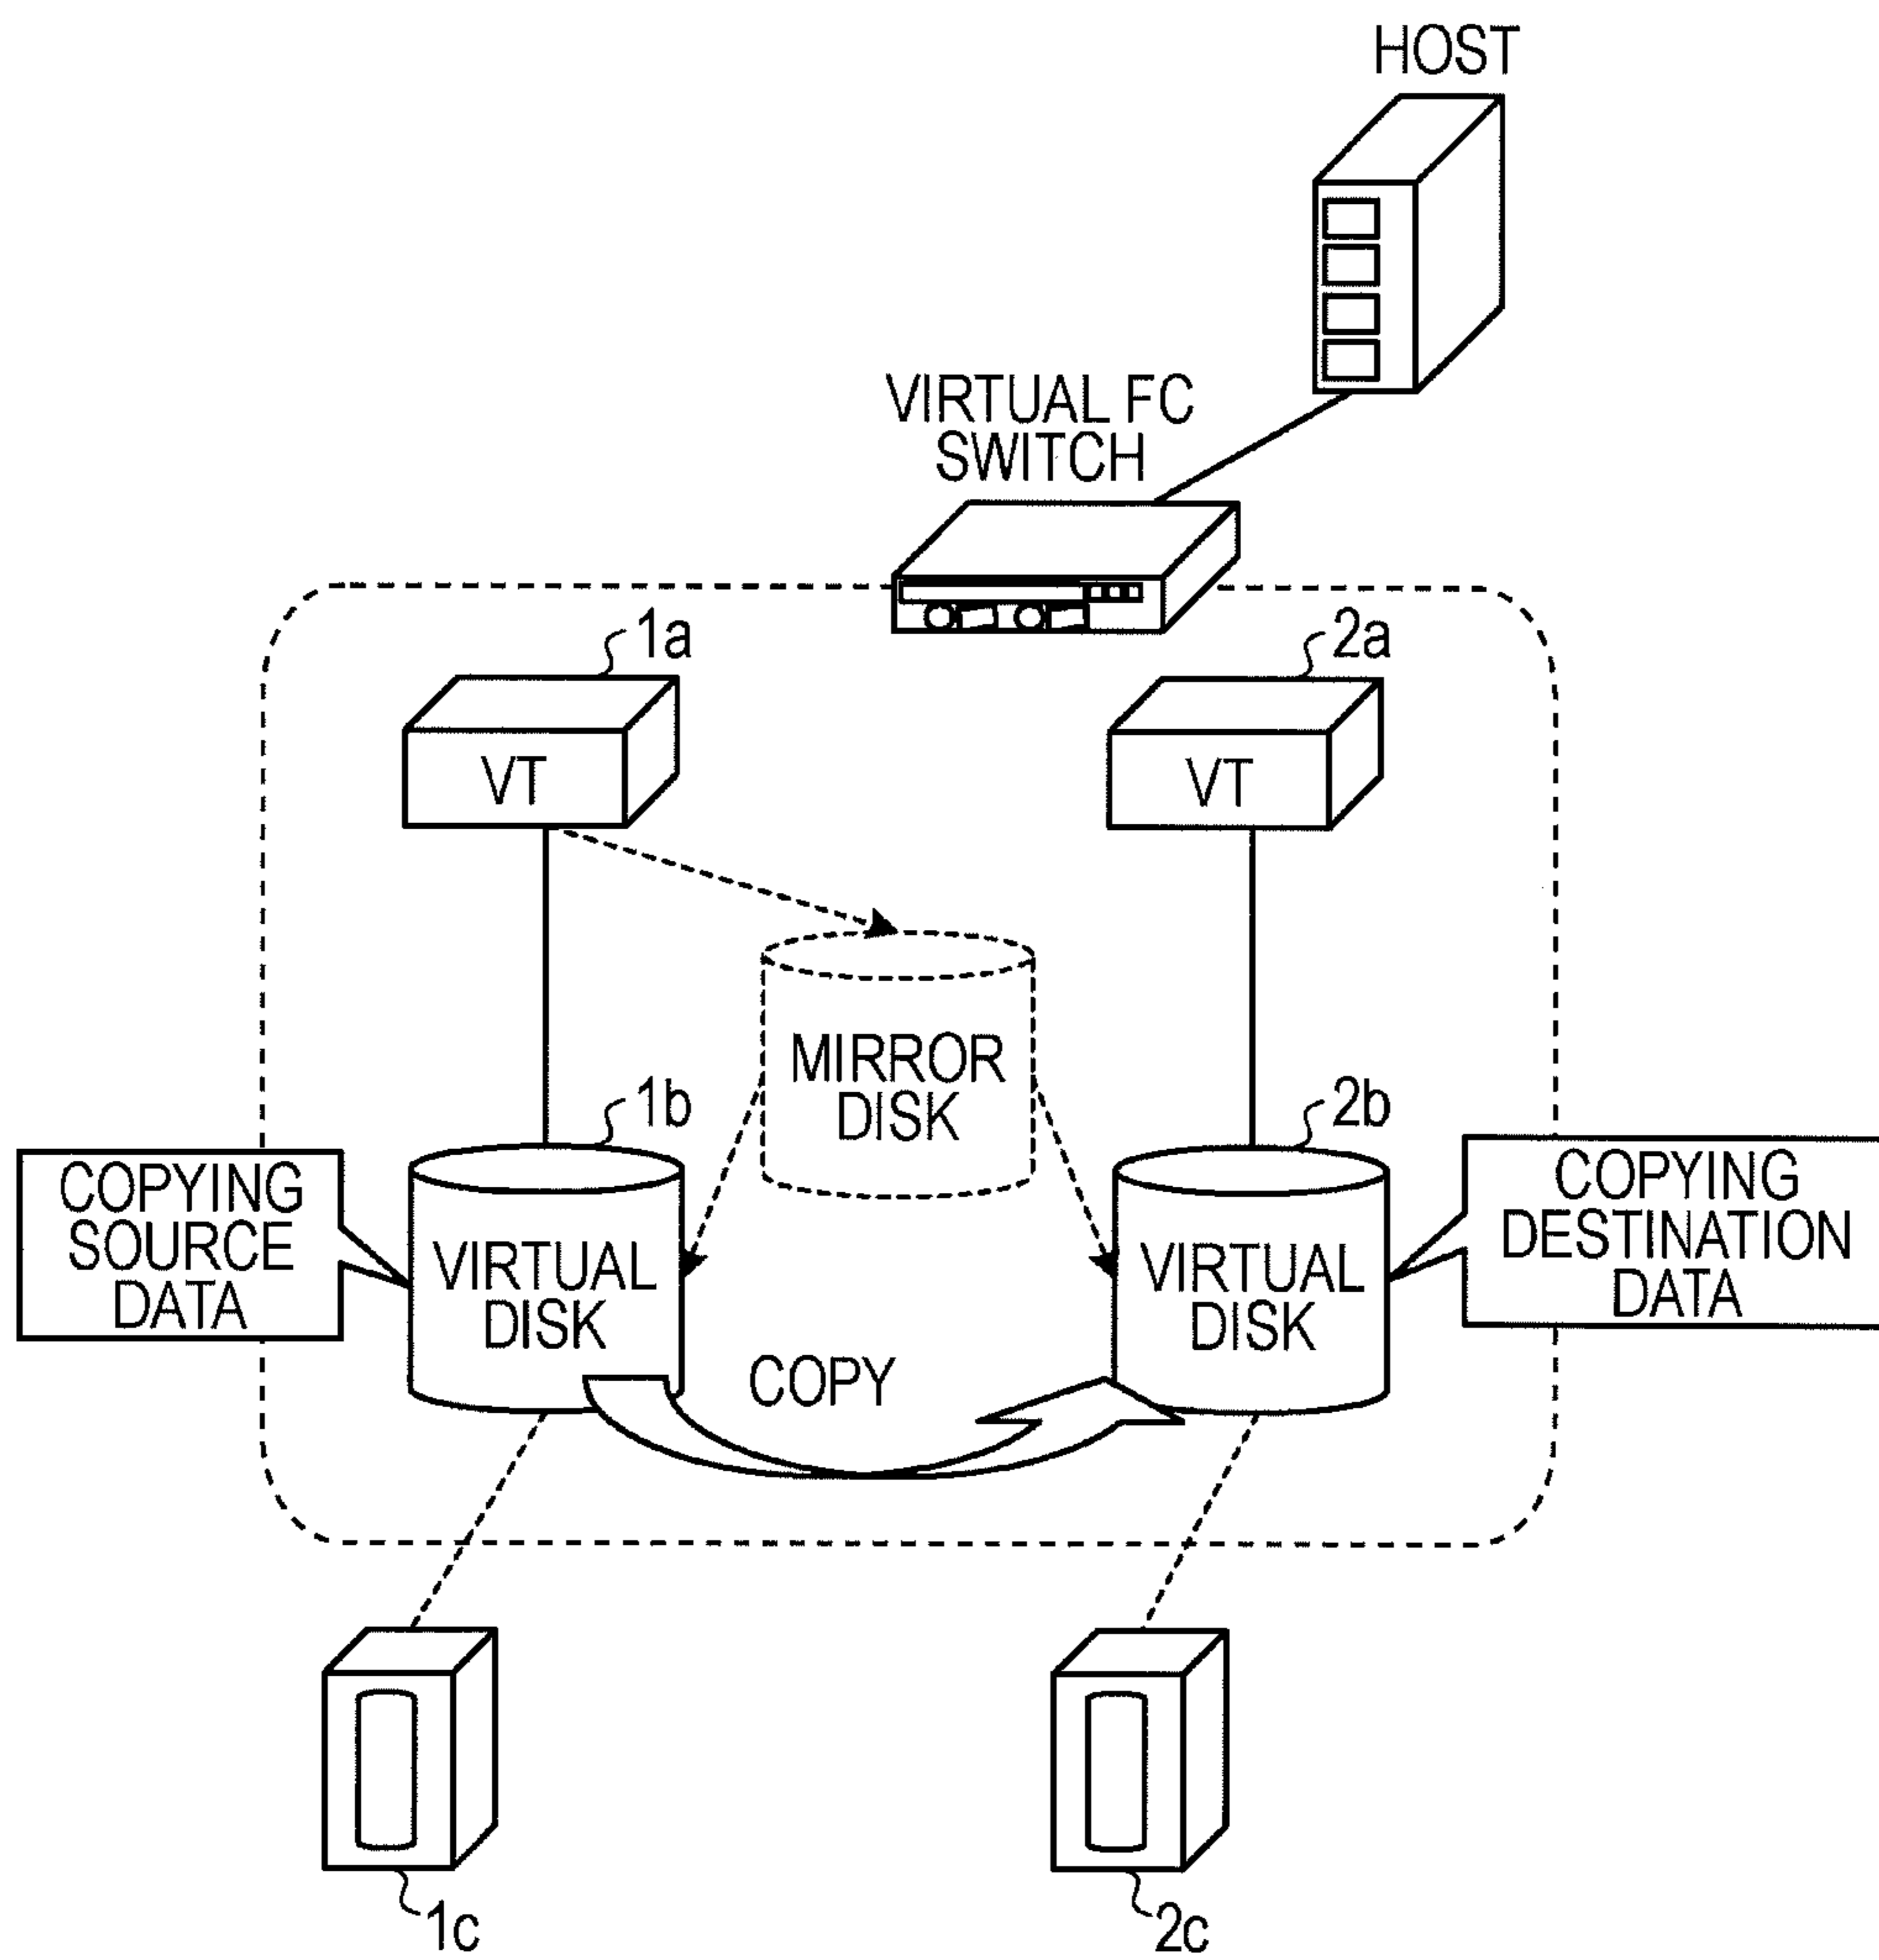 HOST
VIRTUAL FC
SWITCH
1a
2a
VT
VT
MIRROR
DISK
1b
2b
COPYING
SOURCE
DATA
VIRTUAL
DISK
VIRTUAL
DISK
COPYING
DESTINATION
DATA
COPY
1c
2c